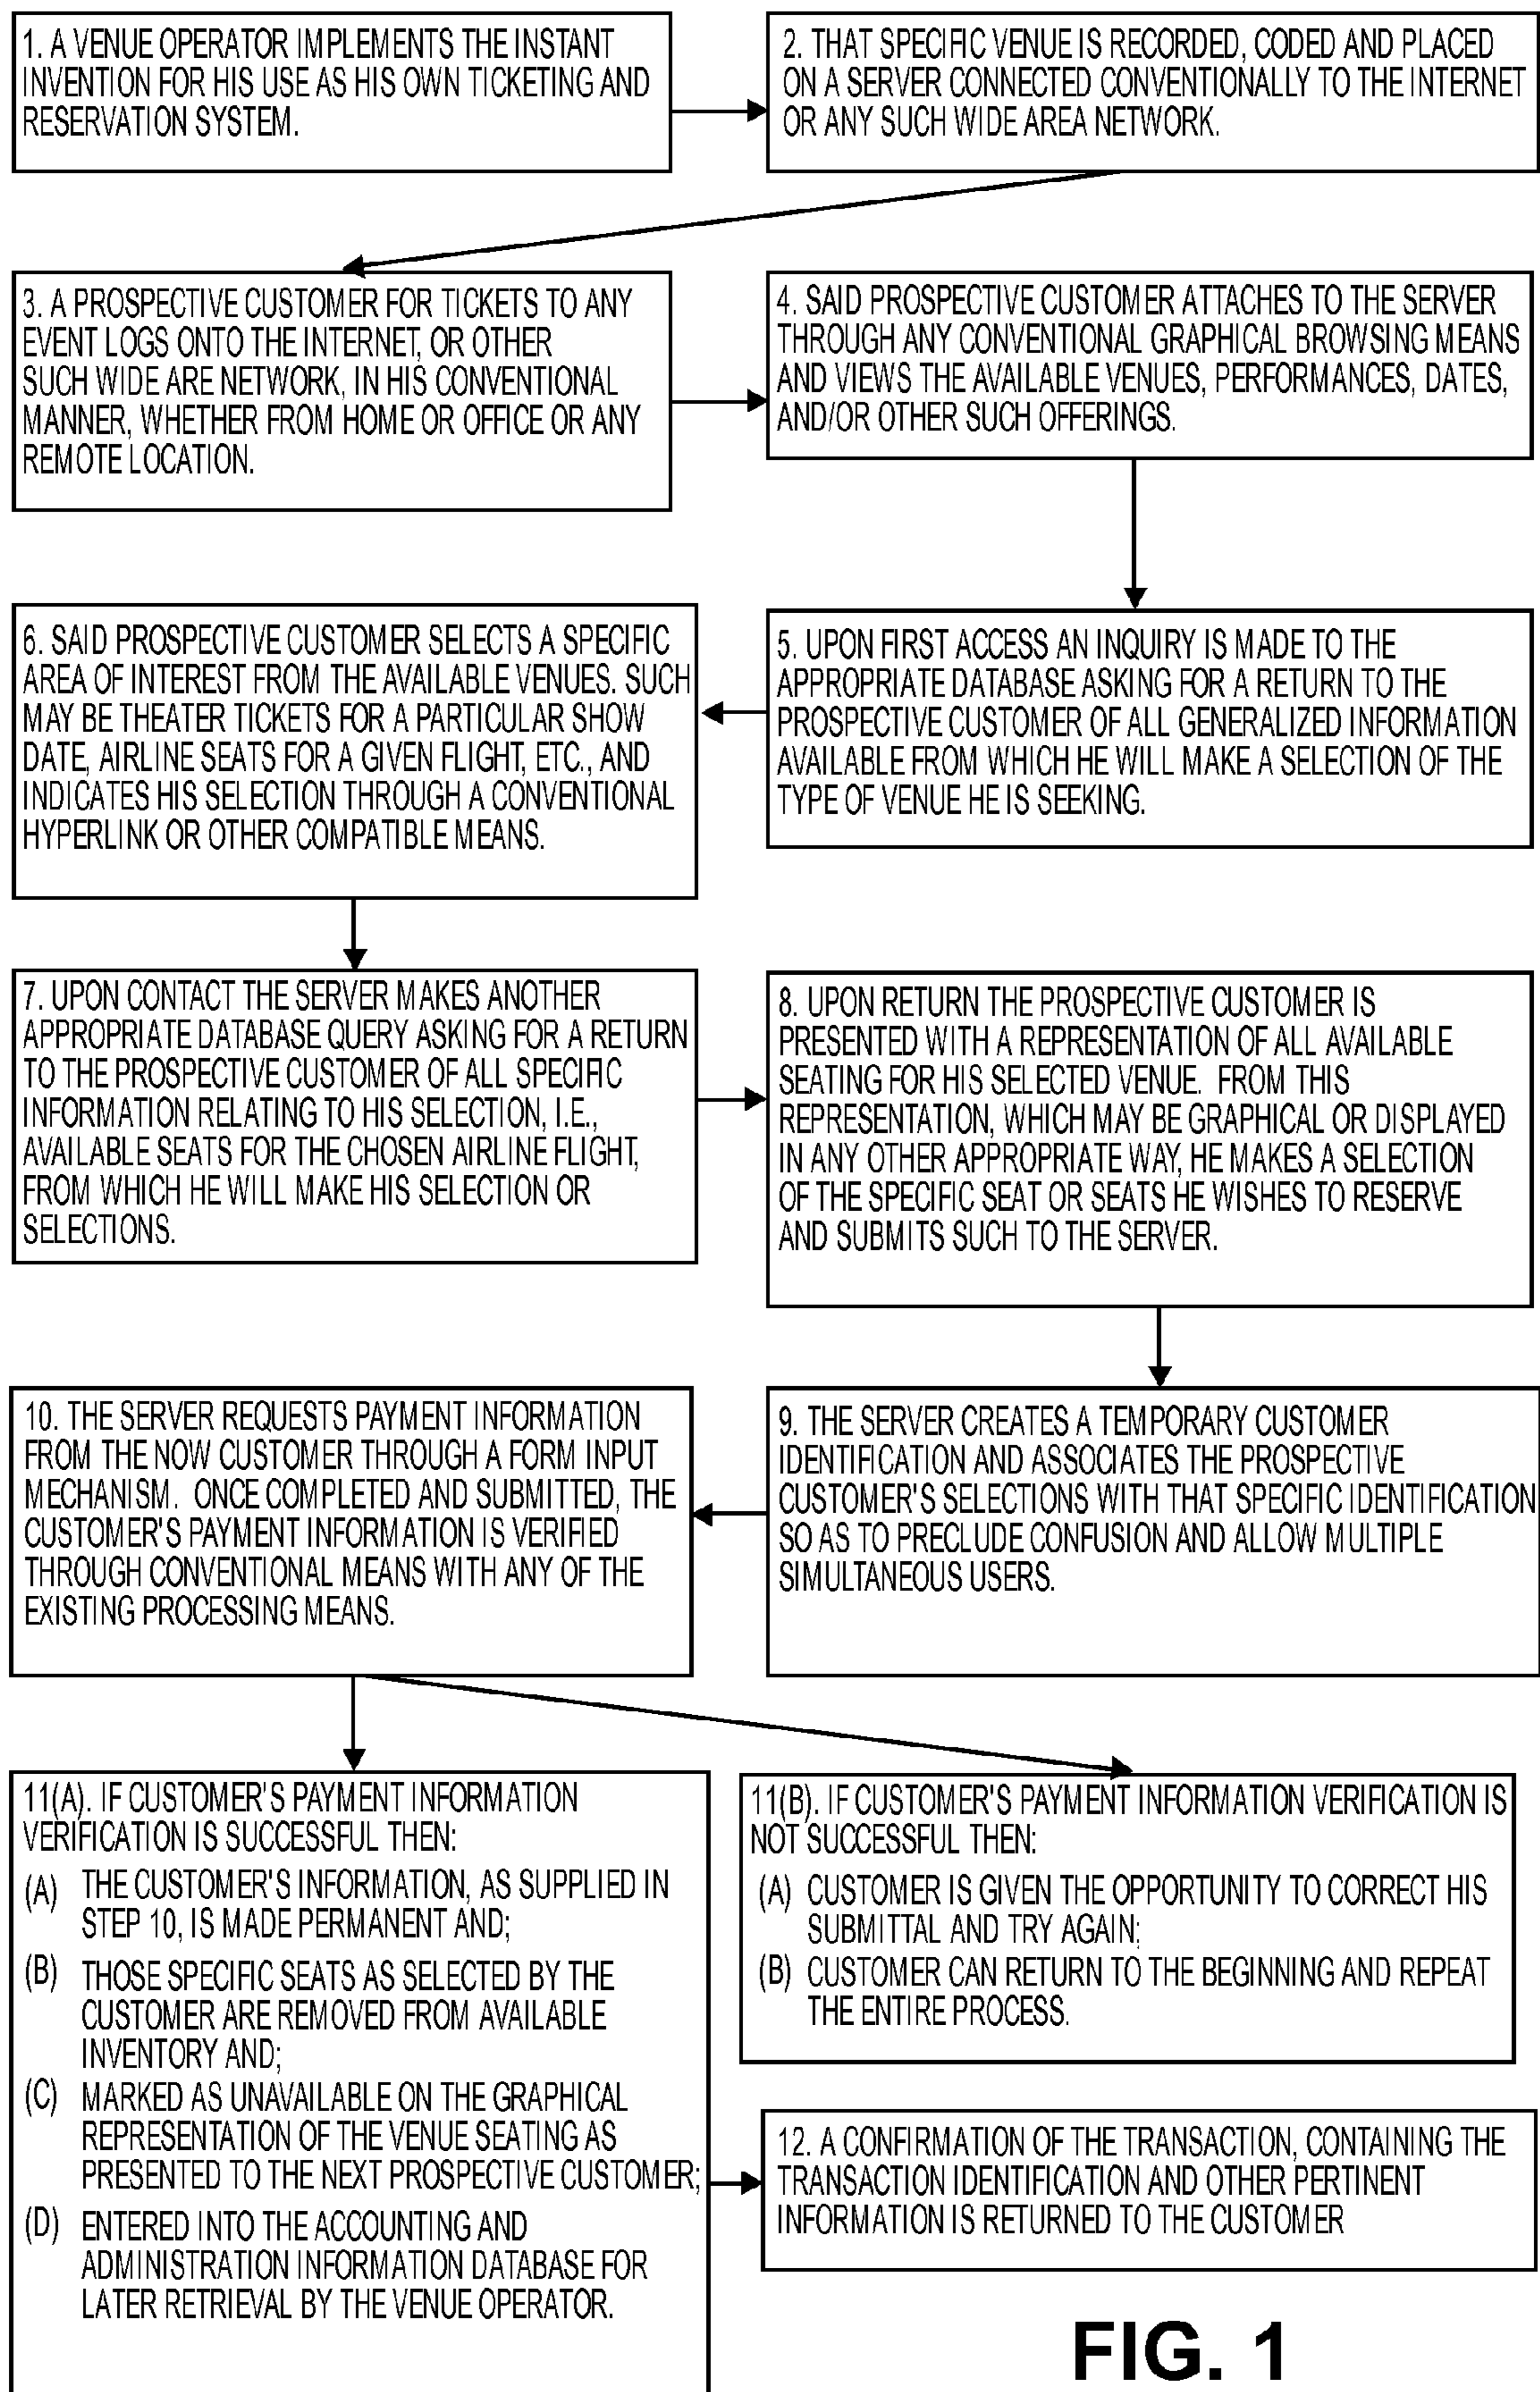 1. A VENUE OPERATOR IMPLEMENTS THE INSTANT
INVENTION FOR HIS USE AS HIS OWN TICKETING AND
RESERVATION SYSTEM.
2. THAT SPECIFIC VENUE IS RECORDED, CODED AND PLACED
ON A SERVER CONNECTED CONVENTIONALLY TO THE INTERNET
OR ANY SUCH WIDE AREA NETWORK.
3. A PROSPECTIVE CUSTOMER FOR TICKETS TO ANY
EVENT LOGS ONTO THE INTERNET, OR OTHER
SUCH WIDE ARE NETWORK, IN HIS CONVENTIONAL
MANNER, WHETHER FROM HOME OR OFFICE OR ANY
REMOTE LOCATION.
4. SAID PROSPECTIVE CUSTOMER ATTACHES TO THE SERVER
THROUGH ANY CONVENTIONAL GRAPHICAL BROWSING MEANS
AND VIEWS THE AVAILABLE VENUES, PERFORMANCES, DATES,
AND/OR OTHER SUCH OFFERINGS.
5. UPON FIRST ACCESS AN INQUIRY IS MADE TO THE
APPROPRIATE DATABASE ASKING FOR A RETURN TO THE
PROSPECTIVE CUSTOMER OF ALL GENERALIZED INFORMATION
AVAILABLE FROM WHICH HE WILL MAKE A SELECTION OF THE
TYPE OF VENUE HE IS SEEKING.
6. SAID PROSPECTIVE CUSTOMER SELECTS A SPECIFIC
AREA OF INTEREST FROM THE AVAILABLE VENUES. SUCH
MAY BE THEATER TICKETS FOR A PARTICULAR SHOW
DATE, AIRLINE SEATS FOR A GIVEN FLIGHT, ETC., AND
INDICATES HIS SELECTION THROUGH A CONVENTIONAL
HYPERLINK OR OTHER COMPATIBLE MEANS.
7. UPON CONTACT THE SERVER MAKES ANOTHER
APPROPRIATE DATABASE QUERY ASKING FOR A RETURN
TO THE PROSPECTIVE CUSTOMER OF ALL SPECIFIC
INFORMATION RELATING TO HIS SELECTION, I.E.,
AVAILABLE SEATS FOR THE CHOSEN AIRLINE FLIGHT,
FROM WHICH HE WILL MAKE HIS SELECTION OR
SELECTIONS.
8. UPON RETURN THE PROSPECTIVE CUSTOMER IS
PRESENTED WITH A REPRESENTATION OF ALL AVAILABLE
SEATING FOR HIS SELECTED VENUE. FROM THIS
REPRESENTATION, WHICH MAY BE GRAPHICAL OR DISPLAYED
IN ANY OTHER APPROPRIATE WAY, HE MAKES A SELECTION
OF THE SPECIFIC SEAT OR SEATS HE WISHES TO RESERVE
AND SUBMITS SUCH TO THE SERVER.
9. THE SERVER CREATES A TEMPORARY CUSTOMER
IDENTIFICATION AND ASSOCIATES THE PROSPECTIVE
CUSTOMER'S SELECTIONS WITH THAT SPECIFIC IDENTIFICATION
SO AS TO PRECLUDE CONFUSION AND ALLOW MULTIPLE
SIMULTANEOUS USERS.
10. THE SERVER REQUESTS PAYMENT INFORMATION
FROM THE NOW CUSTOMER THROUGH A FORM INPUT
MECHANISM. ONCE COMPLETED AND SUBMITTED, THE
CUSTOMER'S PAYMENT INFORMATION IS VERIFIED
THROUGH CONVENTIONAL MEANS WITH ANY OF THE
EXISTING PROCESSING MEANS.
11(A). IF CUSTOMER'S PAYMENT INFORMATION
VERIFICATION IS SUCCESSFUL THEN:
(A) THE CUSTOMER'S INFORMATION, AS SUPPLIED IN
STEP 10, IS MADE PERMANENT AND;
(B) THOSE SPECIFIC SEATS AS SELECTED BY THE
CUSTOMER ARE REMOVED FROM AVAILABLE
INVENTORY AND;
(C) MARKED AS UNAVAILABLE ON THE GRAPHICAL
REPRESENTATION OF THE VENUE SEATING AS
PRESENTED TO THE NEXT PROSPECTIVE CUSTOMER;
(D) ENTERED INTO THE ACCOUNTING AND
ADMINISTRATION INFORMATION DATABASE FOR
LATER RETRIEVAL BY THE VENUE OPERATOR.
11(B). IF CUSTOMER'S PAYMENT INFORMATION VERIFICATION IS
NOT SUCCESSFUL THEN:
(A) CUSTOMER IS GIVEN THE OPPORTUNITY TO CORRECT HIS
SUBMITTAL AND TRY AGAIN;
(B) CUSTOMER CAN RETURN TO THE BEGINNING AND REPEAT
THE ENTIRE PROCESS.
12. A CONFIRMATION OF THE TRANSACTION, CONTAINING THE
TRANSACTION IDENTIFICATION AND OTHER PERTINENT
INFORMATION IS RETURNED TO THE CUSTOMER
FIG. 1